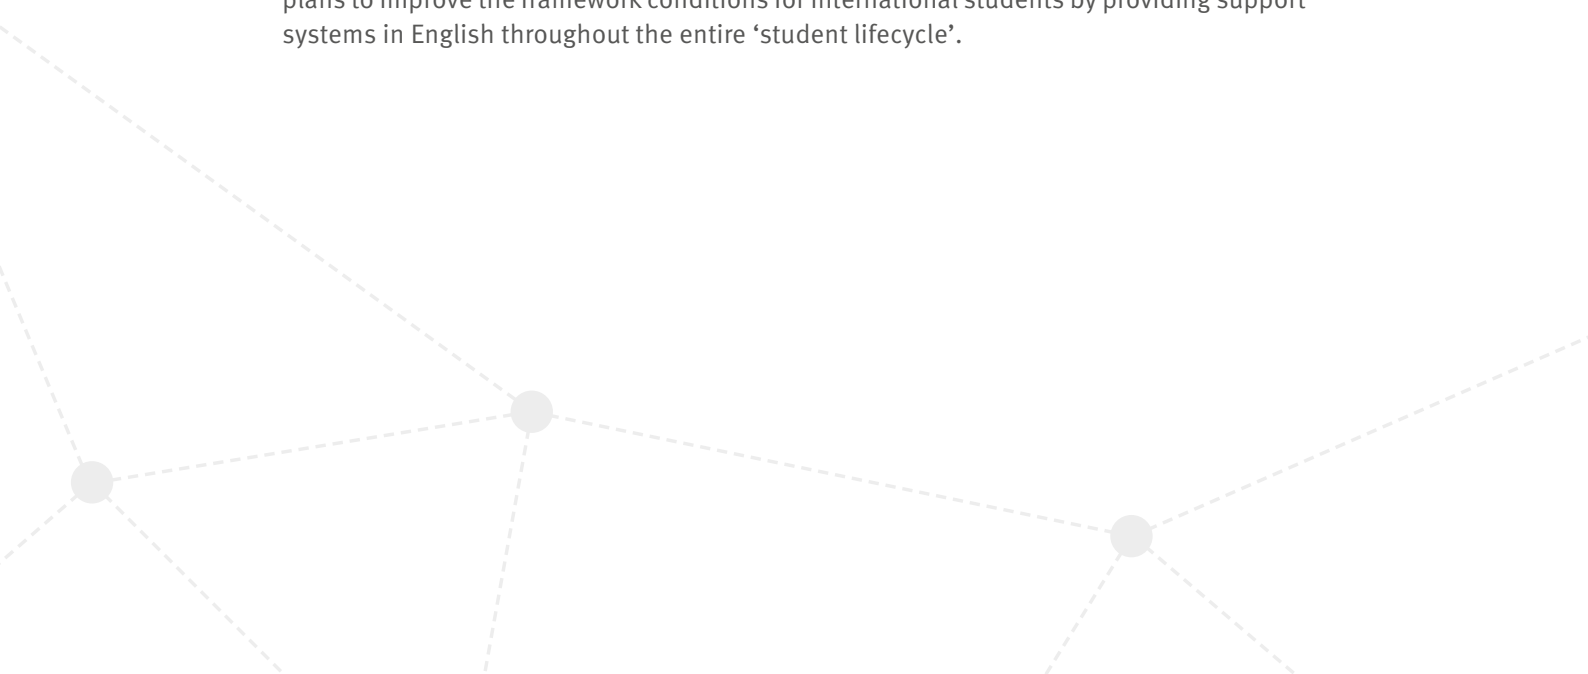 plans to improve the framework conditions for international students by providing support
systems in English throughout the entire ‘student lifecycle’.